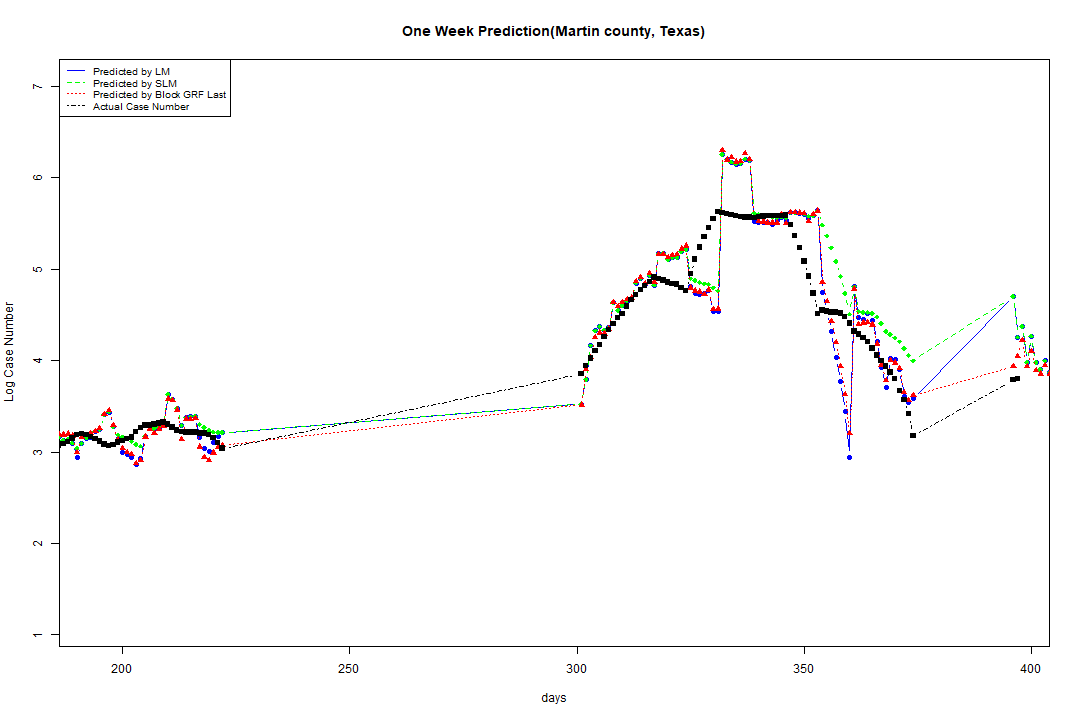 One Week Prediction(Martin county, Texas)
Predicted by LM
Predicted by SLM
Predicted by Block GRF Last
Actual Case Number
7
6
5
4
3
2
1
Log Case Number
200 250 300 350 400
days